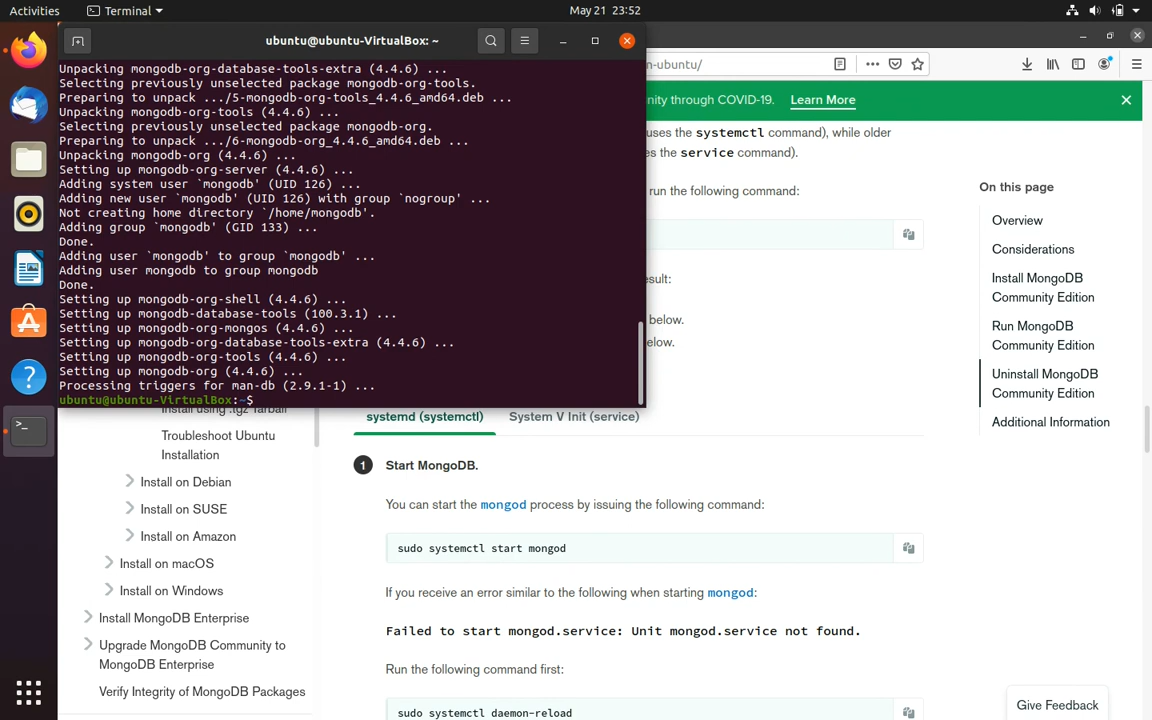 Activities
Terminal
May 21 23:52
ubuntu@ubuntu-VirtualBox: ~
Unpacking mongodb-org-database-tools-extra (4.4.6) ...
Selecting previously unselected package mongodb-org-tools.
Preparing to unpack .../5-mongodb-org-tools_4.4.6_amd64.deb ...
Unpacking mongodb-org-tools (4.4.6) ...
Selecting previously unselected package mongodb-org.
Preparing to unpack .../6-mongodb-org_4.4.6_amd64.deb ...
Unpacking mongodb-org (4.4.6) ...
Setting up mongodb-org-server (4.4.6) ...
Adding system user `mongodb' (UID 126) ...
Adding new user `mongodb' (UID 126) with group `nogroup' ...
Not creating home directory `/home/mongodb'.
Adding group `mongodb' (GID 133) ...
Done.
Adding user `mongodb' to group `mongodb' ...
Adding user mongodb to group mongodb
Done.
Setting up mongodb-org-shell (4.4.6) ...
Setting up mongodb-database-tools (100.3.1) ...
Setting up mongodb-org-mongos (4.4.6) ...
Setting up mongodb-org-database-tools-extra (4.4.6) ...
Setting up mongodb-org-tools (4.4.6) ...
Setting up mongodb-org (4.4.6) ...
Processing triggers for man-db (2.9.1-1) ...
ubuntu@ubuntu-VirtualBox:~$
n-ubuntu/
nity through COVID-19. Learn More
uses the systemctl command), while older
es the service command).
run the following command:
esult:
below.
elow.
On this page
Overview
Considerations
Install MongoDB
Community Edition
Run MongoDB
Community Edition
Uninstall MongoDB
Community Edition
Additional Information
Install using .tgz Tarball
Troubleshoot Ubuntu
Installation
Install on Debian
Install on SUSE
Install on Amazon
Install on macOS
Install on Windows
Install MongoDB Enterprise
Upgrade MongoDB Community to
MongoDB Enterprise
Verify Integrity of MongoDB Packages
systemd (systemctl)
System V Init (service)
1 Start MongoDB.
You can start the mongod process by issuing the following command:
sudo systemctl start mongod
If you receive an error similar to the following when starting mongod:
Failed to start mongod.service: Unit mongod.service not found.
Run the following command first:
sudo systemctl daemon-reload
Give Feedback